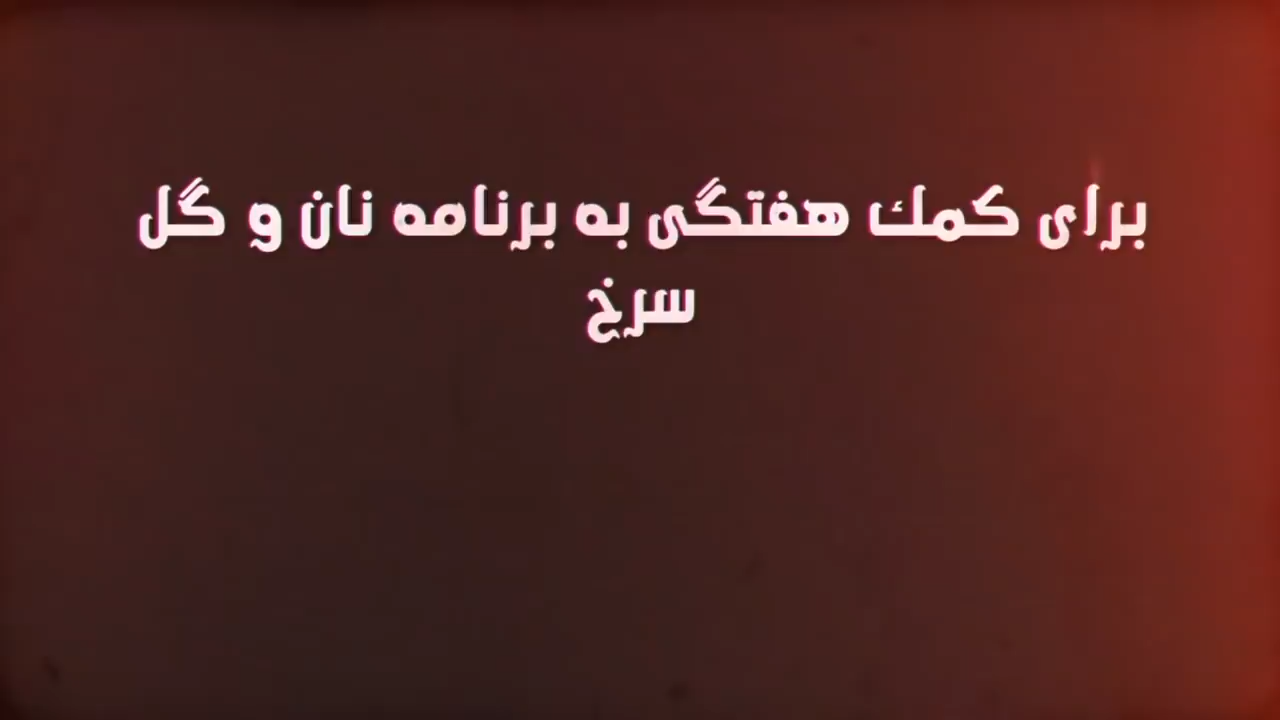 برای کمک هفتگی به برنامه نان و گل
سرخ